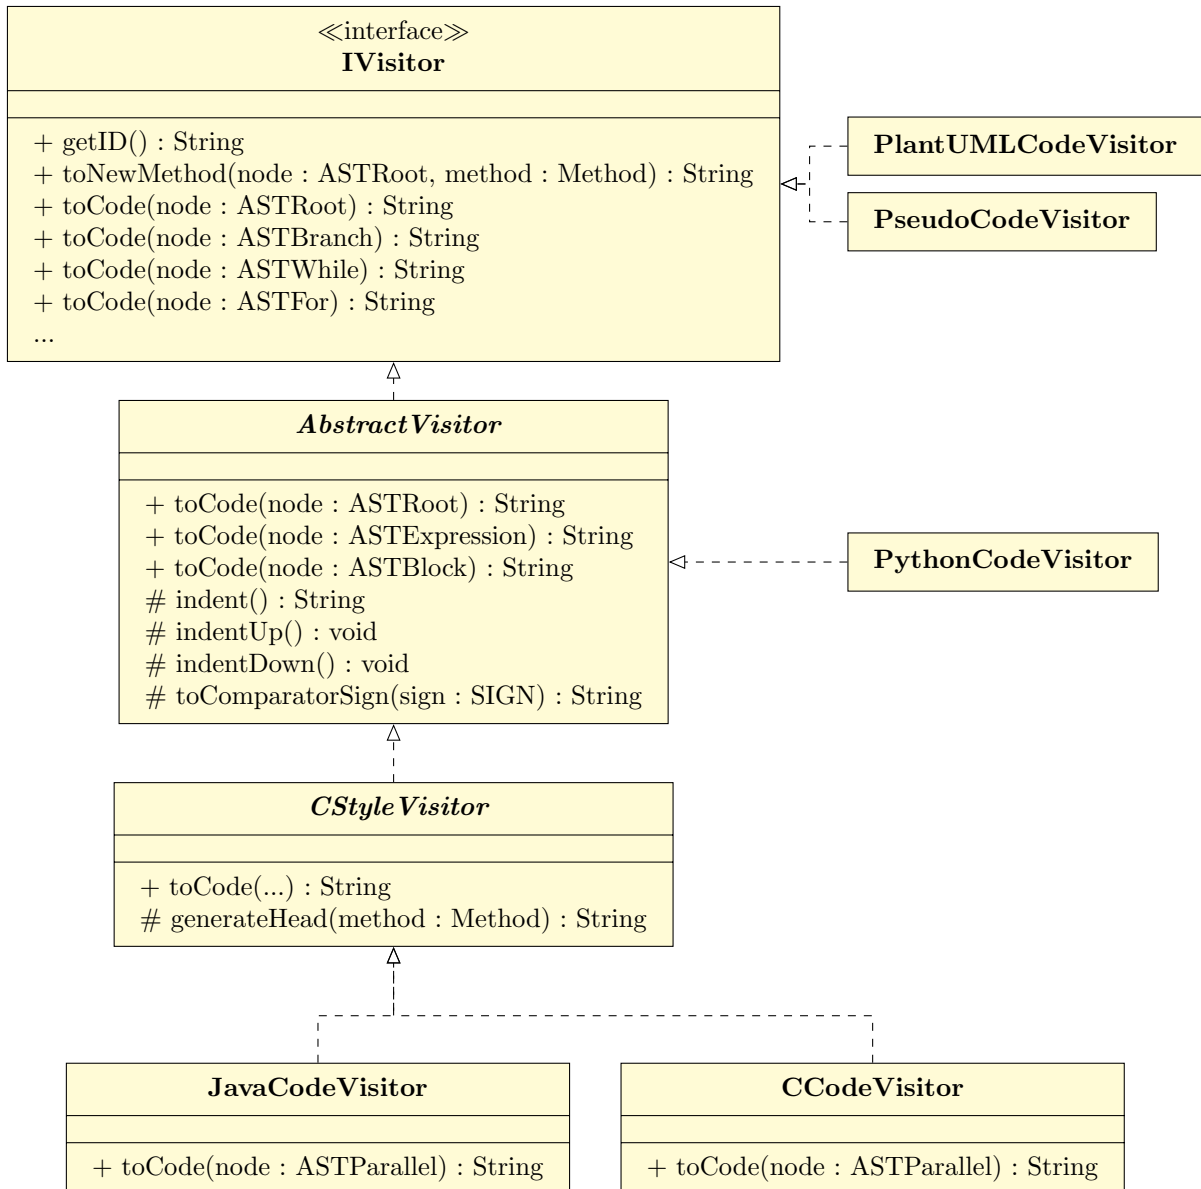 ≪interface≫
IVisitor
+ getID() : String
+ toNewMethod(node : ASTRoot, method : Method) : String
+ toCode(node : ASTRoot) : String
+ toCode(node : ASTBranch) : String
+ toCode(node : ASTWhile) : String
+ toCode(node : ASTFor) : String
...
PlantUMLCodeVisitor
PseudoCodeVisitor
AbstractVisitor
+ toCode(node : ASTRoot) : String
+ toCode(node : ASTExpression) : String
+ toCode(node : ASTBlock) : String
# indent() : String
# indentUp() : void
# indentDown() : void
# toComparatorSign(sign : SIGN) : String
PythonCodeVisitor
CStyleVisitor
+ toCode(...) : String
# generateHead(method : Method) : String
JavaCodeVisitor
+ toCode(node : ASTParallel) : String
CCodeVisitor
+ toCode(node : ASTParallel) : String